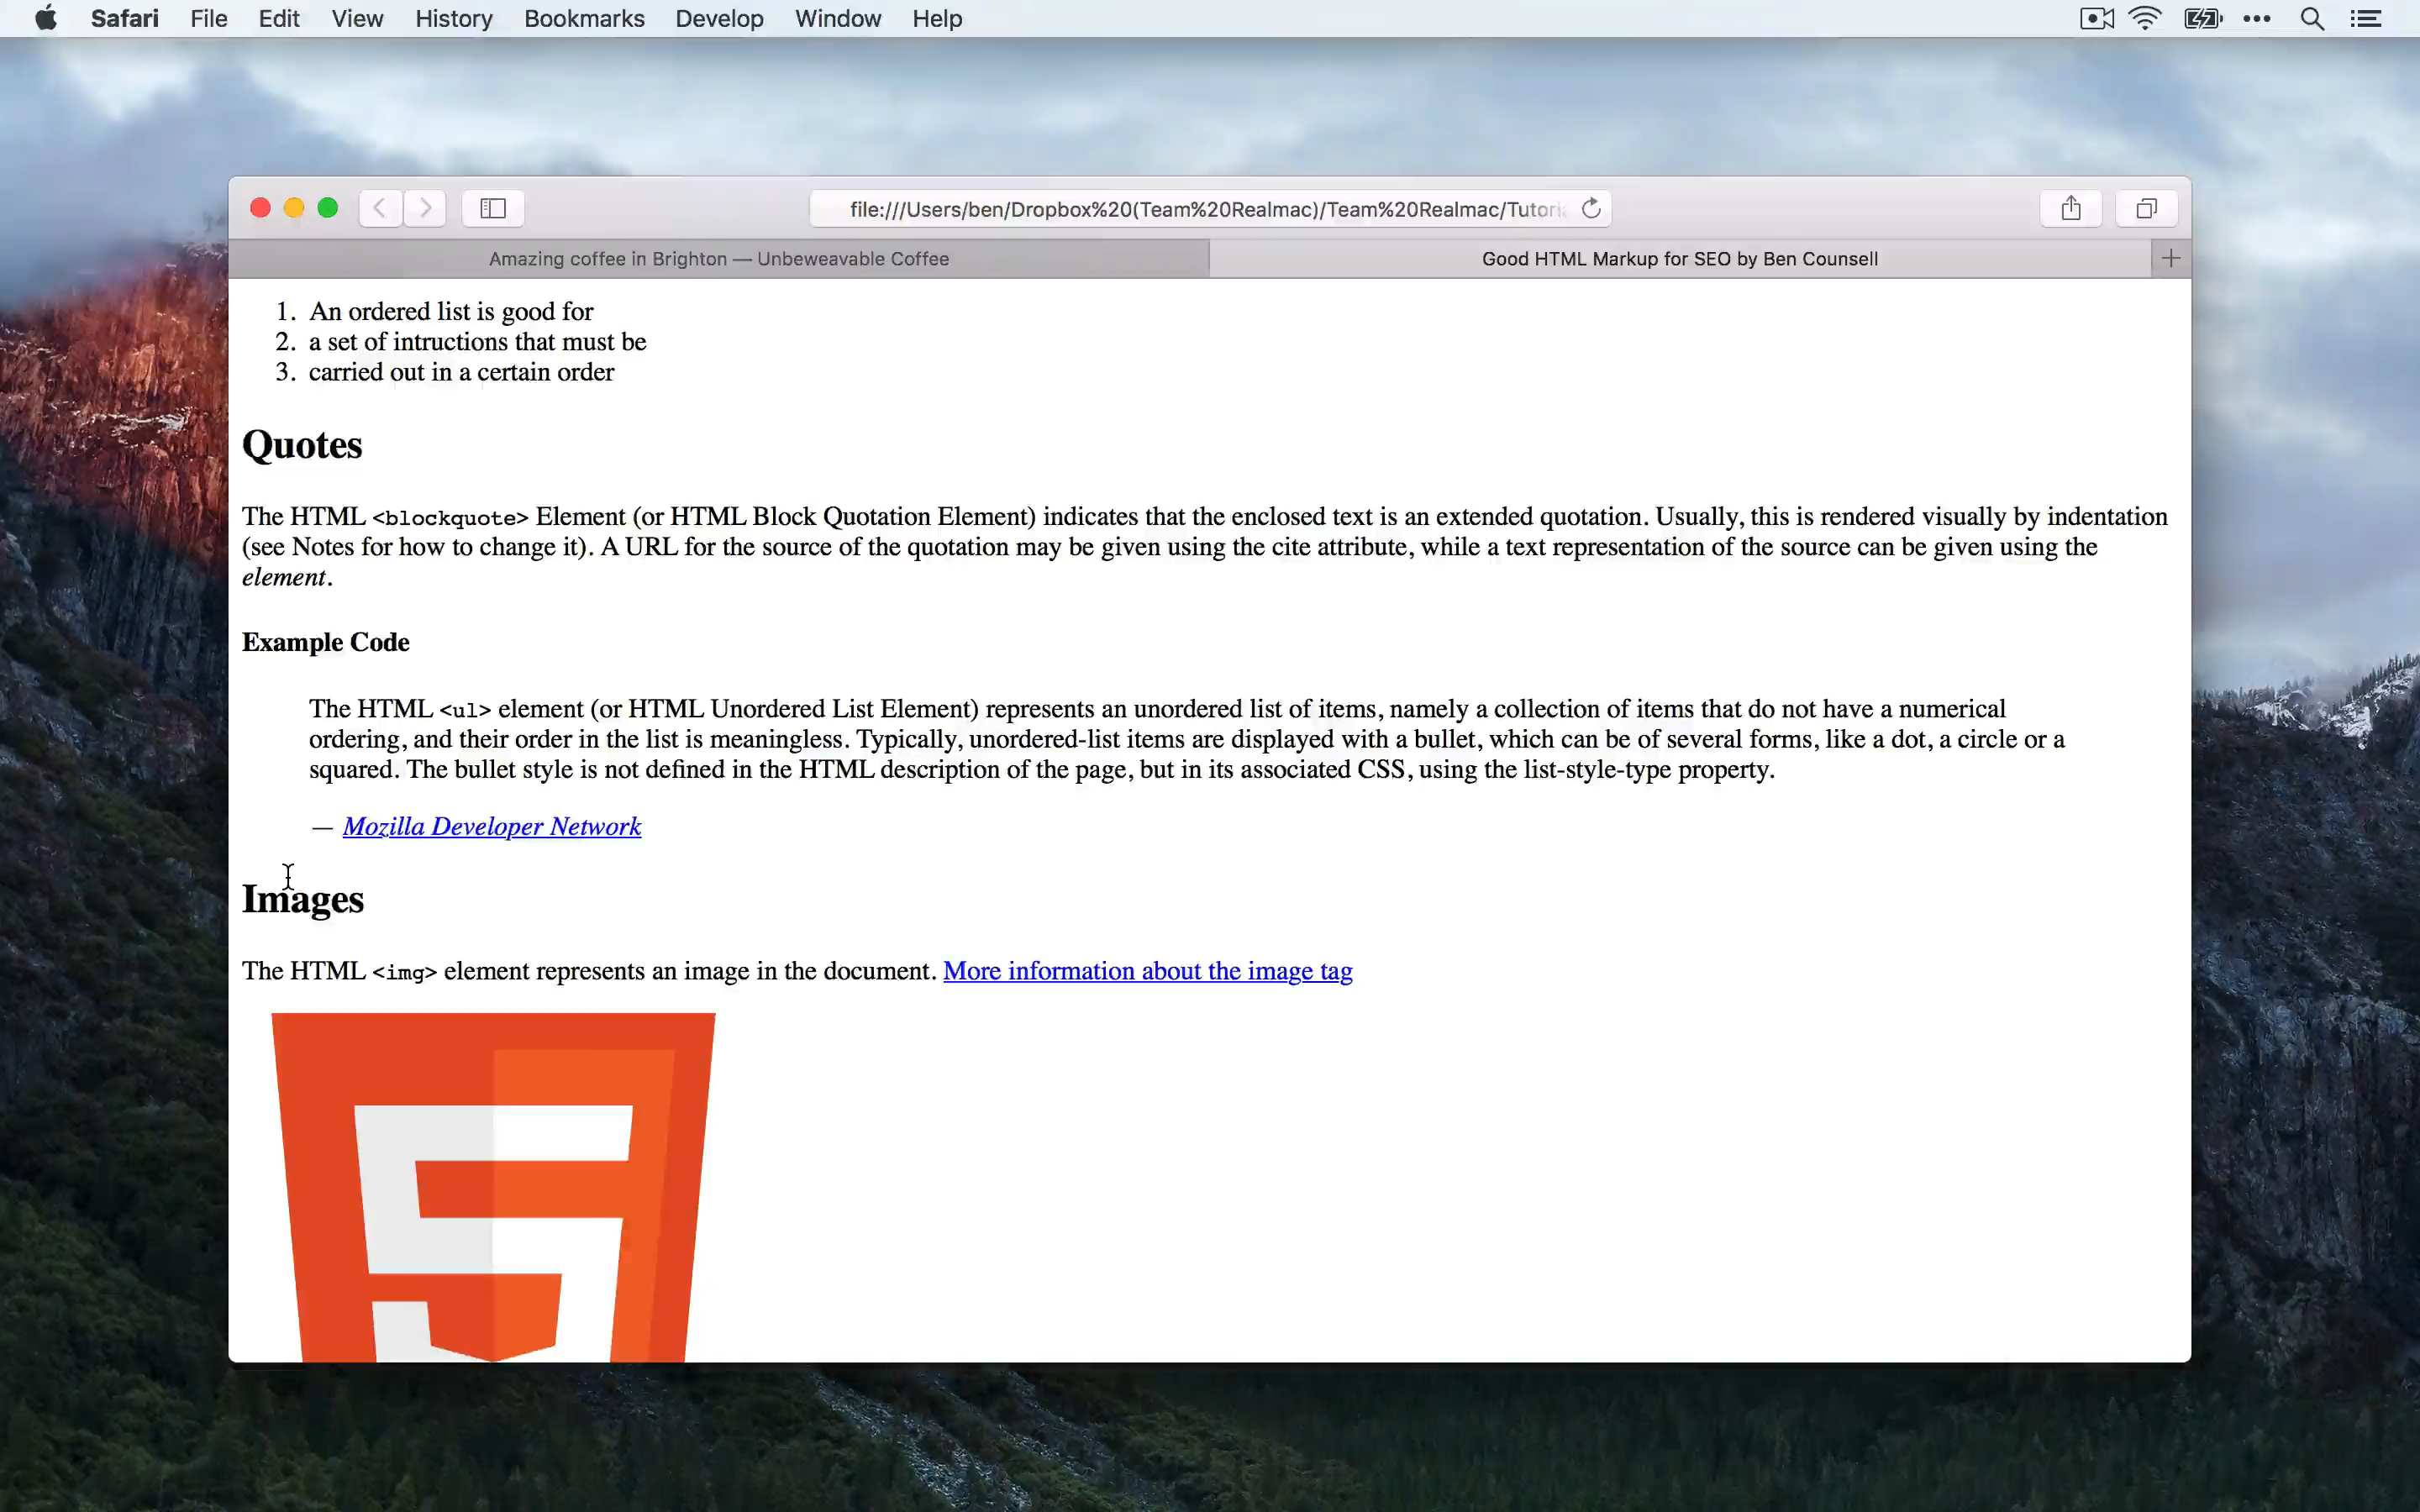 Safari File Edit View History Bookmarks Develop Window Help
file:///Users/ben/Dropbox%20(Team%20Realmac)/Team%20Realmac/Tutori
Amazing coffee in Brighton — Unbeweavable Coffee
Good HTML Markup for SEO by Ben Counsell
1. An ordered list is good for
2. a set of intructions that must be
3. carried out in a certain order
Quotes
The HTML <blockquote> Element (or HTML Block Quotation Element) indicates that the enclosed text is an extended quotation. Usually, this is rendered visually by indentation
(see Notes for how to change it). A URL for the source of the quotation may be given using the cite attribute, while a text representation of the source can be given using the
element.
Example Code
The HTML <ul> element (or HTML Unordered List Element) represents an unordered list of items, namely a collection of items that do not have a numerical
ordering, and their order in the list is meaningless. Typically, unordered-list items are displayed with a bullet, which can be of several forms, like a dot, a circle or a
squared. The bullet style is not defined in the HTML description of the page, but in its associated CSS, using the list-style-type property.
— Mozilla Developer Network
Images
The HTML <img> element represents an image in the document. More information about the image tag